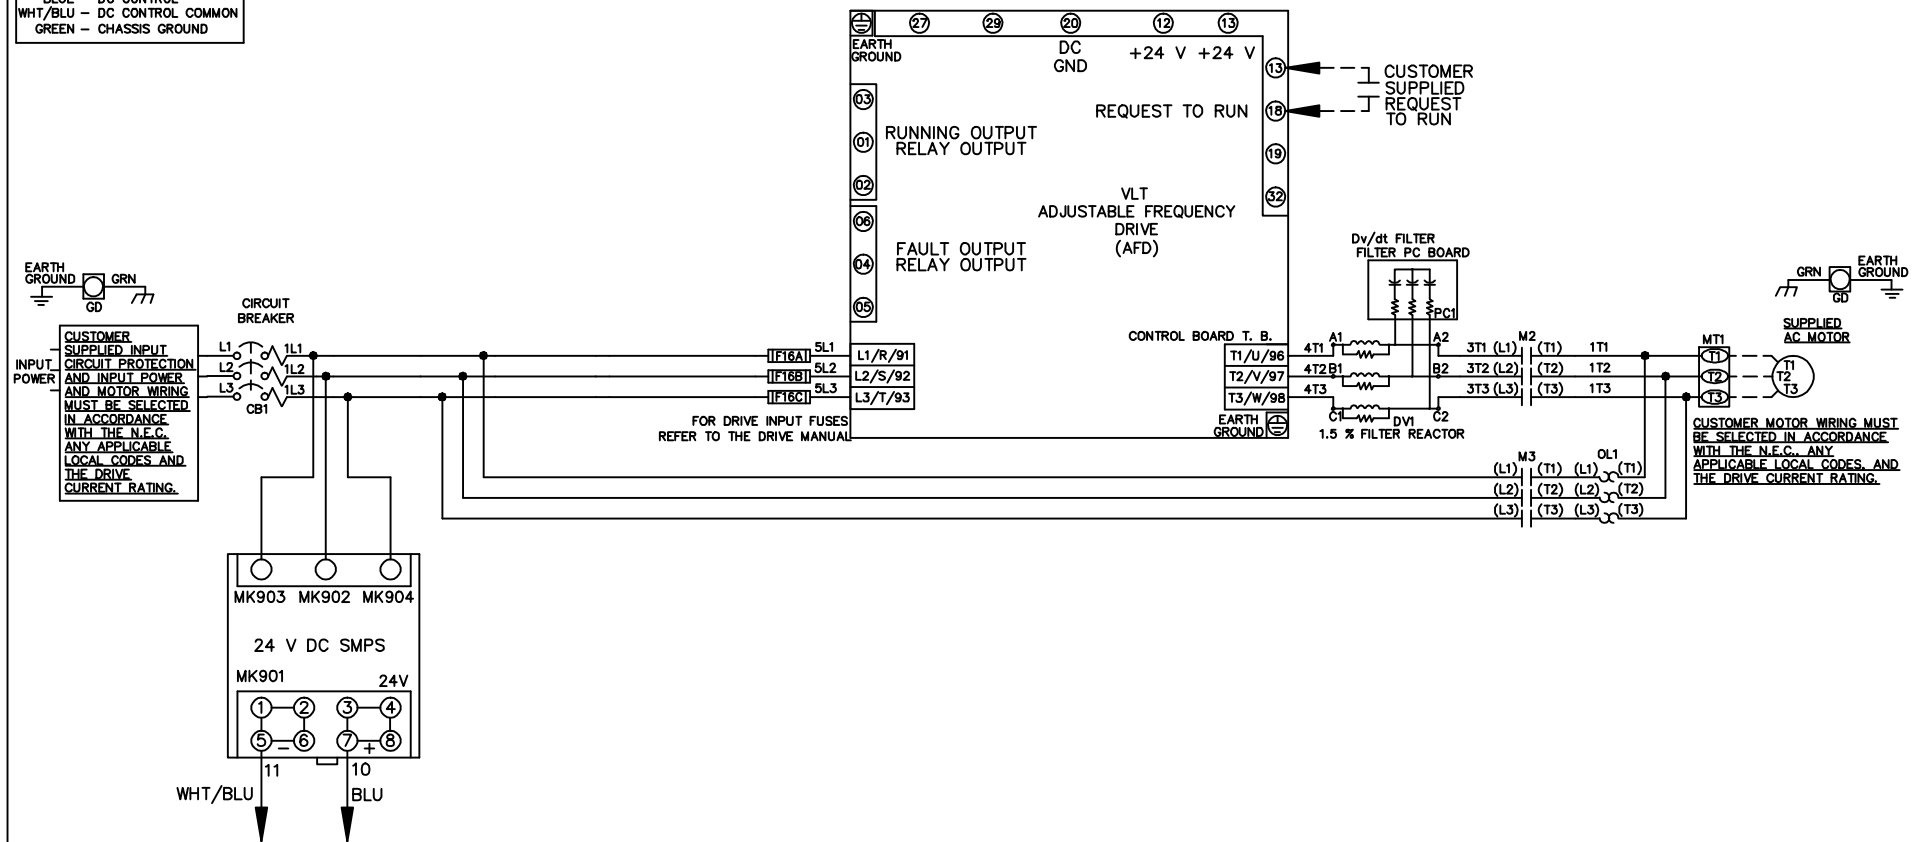 WHT/BLU – DC CONTROL COMMON
GREEN – CHASSIS GROUND
27
29
20
12
13
EARTH
GROUND
DC
GND
+24 V
+24 V
13
18
19
32
REQUEST TO RUN
CUSTOMER
SUPPLIED
REQUEST
TO RUN
03
01
02
RUNNING OUTPUT
RELAY OUTPUT
06
04
05
FAULT OUTPUT
RELAY OUTPUT
VLT
ADJUSTABLE FREQUENCY
DRIVE
(AFD)
EARTH
GROUND
GRN
GD
CIRCUIT
BREAKER
INPUT
POWER
CUSTOMER
SUPPLIED INPUT
CIRCUIT PROTECTION
AND INPUT POWER
AND MOTOR WIRING
MUST BE SELECTED
IN ACCORDANCE
WITH THE N.E.C.
ANY APPLICABLE
LOCAL CODES AND
THE DRIVE
CURRENT RATING.
L1
L2
L3
CB1
1L1
1L2
1L3
F16A
F16B
F16C
5L1
5L2
5L3
L1/R/91
L2/S/92
L3/T/93
FOR DRIVE INPUT FUSES
REFER TO THE DRIVE MANUAL
CONTROL BOARD T. B.
T1/U/96
T2/V/97
T3/W/98
EARTH
GROUND
Dv/dt FILTER
FILTER PC BOARD
PC1
4T1
4T2
4T3
A1
B1
C1
A2
B2
C2
DV1
1.5 % FILTER REACTOR
M2
3T1 (L1) (T1) 1T1
3T2 (L2) (T2) 1T2
3T3 (L3) (T3) 1T3
MT1
T1
T2
T3
GRN
GD
EARTH
GROUND
SUPPLIED
AC MOTOR
T1
T2
T3
CUSTOMER MOTOR WIRING MUST
BE SELECTED IN ACCORDANCE
WITH THE N.E.C., ANY
APPLICABLE LOCAL CODES, AND
THE DRIVE CURRENT RATING.
M3
OL1
(L1) (T1) (L1) (T1)
(L2) (T2) (L2) (T2)
(L3) (T3) (L3) (T3)
MK903
MK902
MK904
24 V DC SMPS
MK901
24V
1
2
3
4
5
–
6
7
+
8
11
10
WHT/BLU
BLU